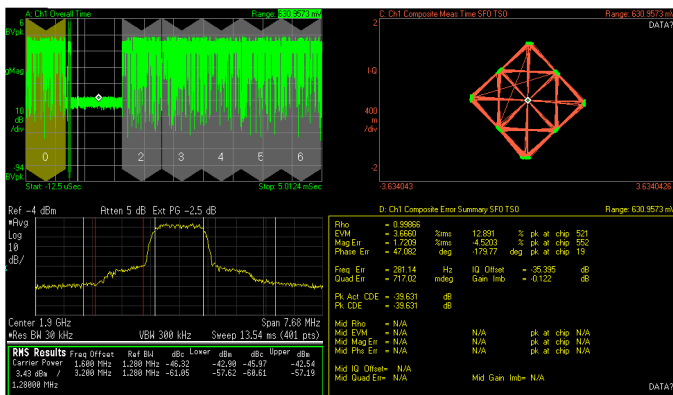 A: Ch1 Overall Time Range: 630.9573 mV
6
BVpk
gMag
10
dB
/div
-94
BVpk
0 2 3 4 5 6
Start: -12.5 uSec Stop: 5.0124 mSec
C: Ch1 Composite Meas Time SF0 TS0 Range: 630.9573 mV
2
DATA?
I-Q
400
m
/div
-2
-3.634043 3.6340426
Ref -4 dBm Atten 5 dB Ext PG -2.5 dB
#Avg
Log
10
dB/
Center 1.9 GHz Span 7.68 MHz
#Res BW 30 kHz VBW 300 kHz Sweep 13.54 ms (401 pts)
RMS Results Freq Offset Ref BW dBc Lower dBm dBc Upper dBm
Carrier Power 1.600 MHz 1.280 MHz -46.32 -42.90 -45.97 -42.54
3.43 dBm / 3.200 MHz 1.280 MHz -61.05 -57.62 -60.61 -57.19
1.28000 MHz
D: Ch1 Composite Error Summary SF0 TS0 Range: 630.9573 mV
Rho = 0.99866
EVM = 3.6660 %rms 12.891 % pk at chip 521
Mag Err = 1.7209 %rms -4.5203 % pk at chip 552
Phase Err = 47.082 deg -179.77 deg pk at chip 19
Freq Err = 281.14 Hz IQ Offset = -35.395 dB
Quad Err = 717.02 mdeg Gain Imb = -0.122 dB
Pk Act CDE = -39.631 dB
Pk CDE = -39.631 dB
Mid Rho = N/A
Mid EVM = N/A N/A pk at chip N/A
Mid Mag Err = N/A N/A pk at chip N/A
Mid Phs Err = N/A N/A pk at chip N/A
Mid IQ Offset= N/A
Mid Quad Err= N/A Mid Gain Imb= N/A
DATA?